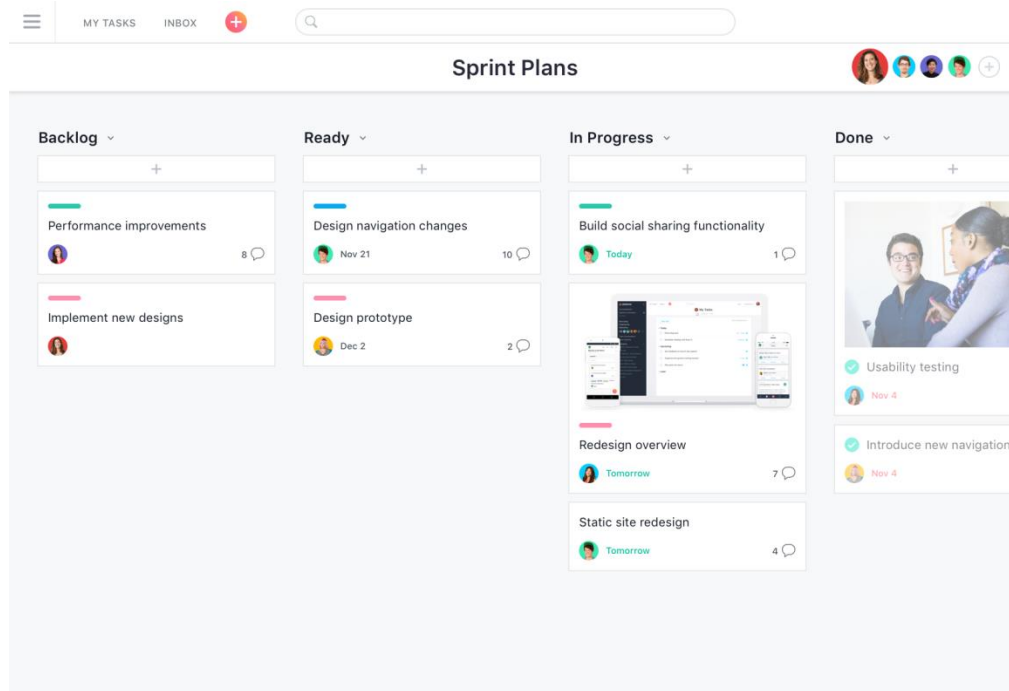 MY TASKS INBOX
Sprint Plans
Backlog
Performance improvements
8
Implement new designs
Ready
Design navigation changes
Nov 21
10
Design prototype
Dec 2
2
In Progress
Build social sharing functionality
Today
1
Redesign overview
Tomorrow
7
Static site redesign
Tomorrow
4
Done
Usability testing
Nov 4
Introduce new navigation
Nov 4